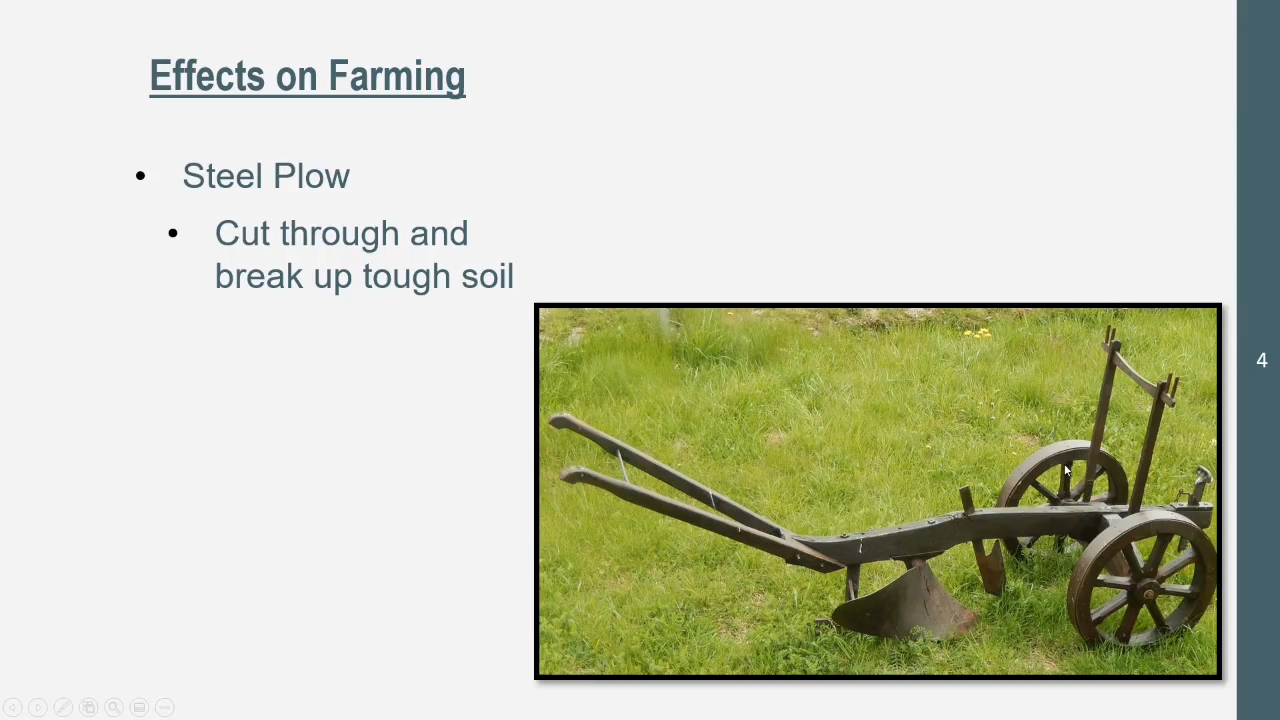 Effects on Farming
• Steel Plow
• Cut through and
break up tough soil
4